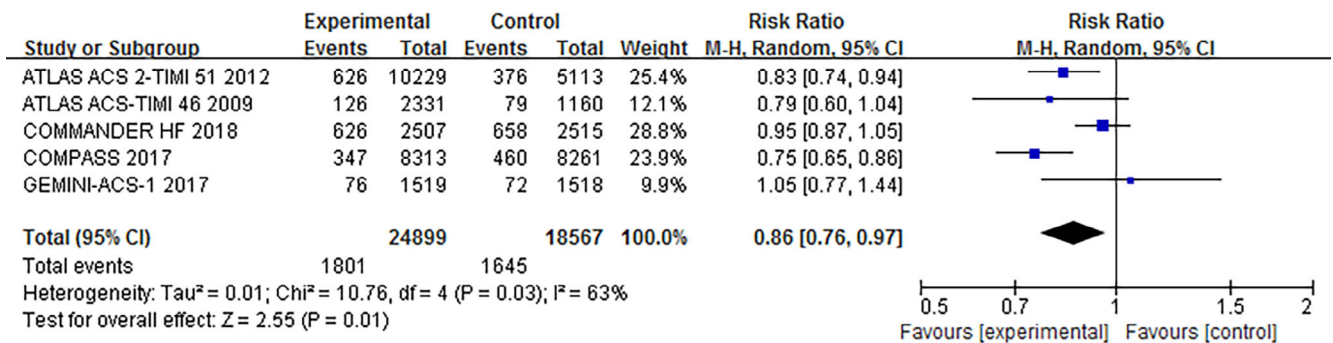 Experimental Control Risk Ratio Risk Ratio
Study or Subgroup Events Total Events Total Weight M-H, Random, 95% CI M-H, Random, 95% CI
ATLAS ACS 2-TIMI 51 2012 626 10229 376 5113 25.4% 0.83 [0.74, 0.94]
ATLAS ACS-TIMI 46 2009 126 2331 79 1160 12.1% 0.79 [0.60, 1.04]
COMMANDER HF 2018 626 2507 658 2515 28.8% 0.95 [0.87, 1.05]
COMPASS 2017 347 8313 460 8261 23.9% 0.75 [0.65, 0.86]
GEMINI-ACS-1 2017 76 1519 72 1518 9.9% 1.05 [0.77, 1.44]
Total (95% CI) 24899 18567 100.0% 0.86 [0.76, 0.97]
Total events 1801 1645
Heterogeneity: Tau² = 0.01; Chi² = 10.76, df = 4 (P = 0.03); I² = 63%
Test for overall effect: Z = 2.55 (P = 0.01)
0.5 0.7 1 1.5 2
Favours [experimental] Favours [control]